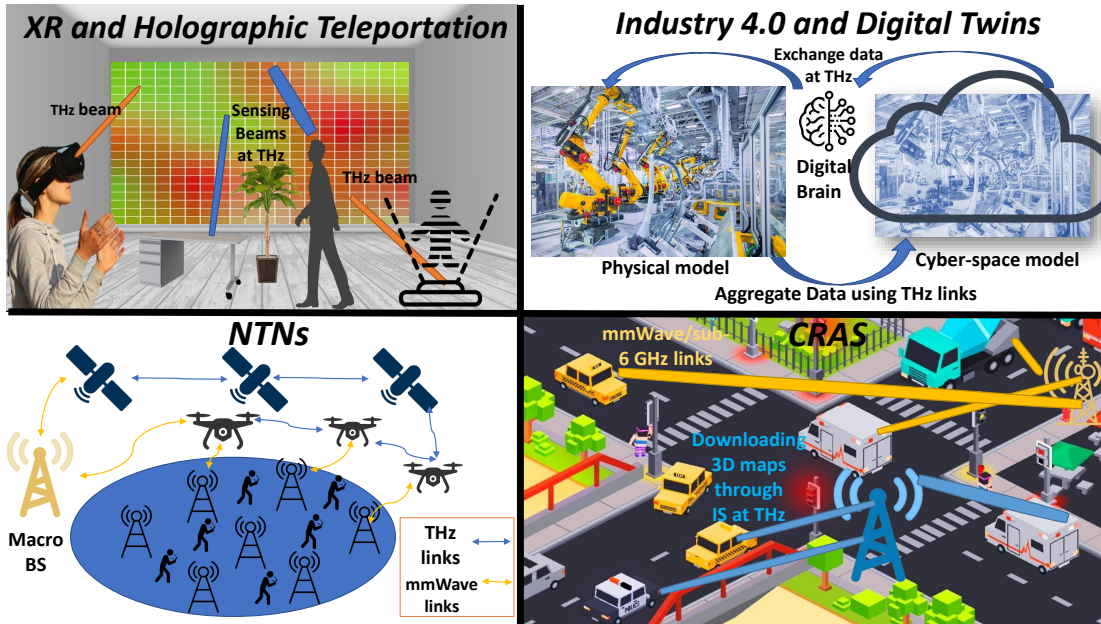 XR and Holographic Teleportation
THz beam
Sensing
Beams
at THz
THz beam
Industry 4.0 and Digital Twins
Exchange data
at THz
Digital
Brain
Physical model
Cyber-space model
Aggregate Data using THz links
NTNs
Macro
BS
THz
links
mmWave
links
CRAS
mmWave/sub-
6 GHz links
Downloading
3D maps
through
IS at THz
POLICE